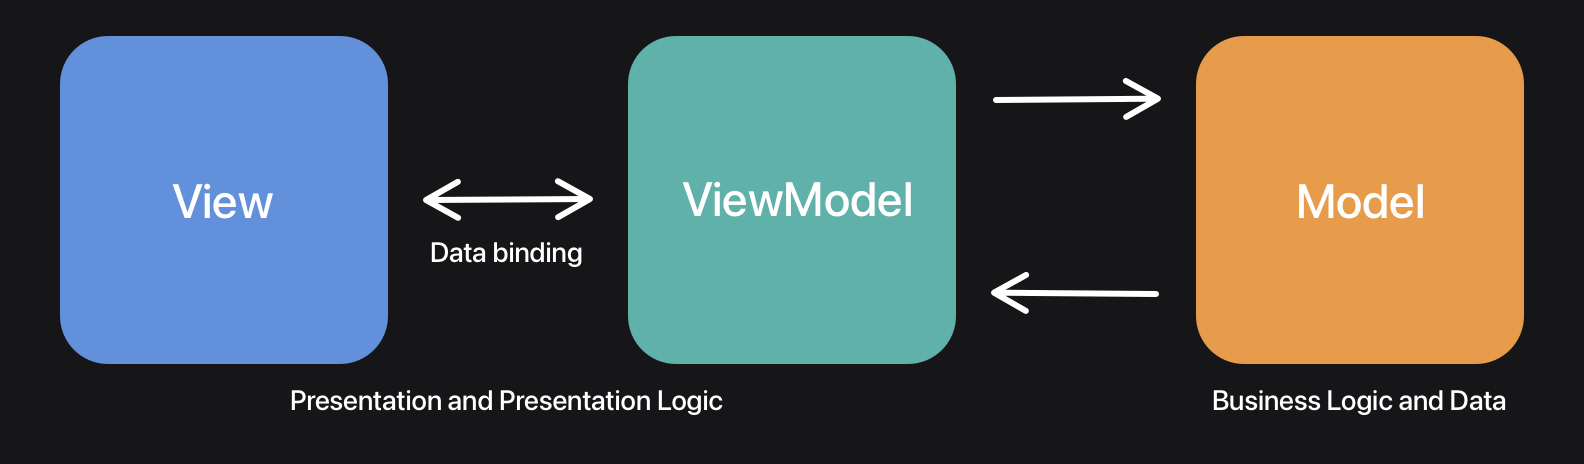 View
ViewModel
Model
Data binding
Presentation and Presentation Logic
Business Logic and Data